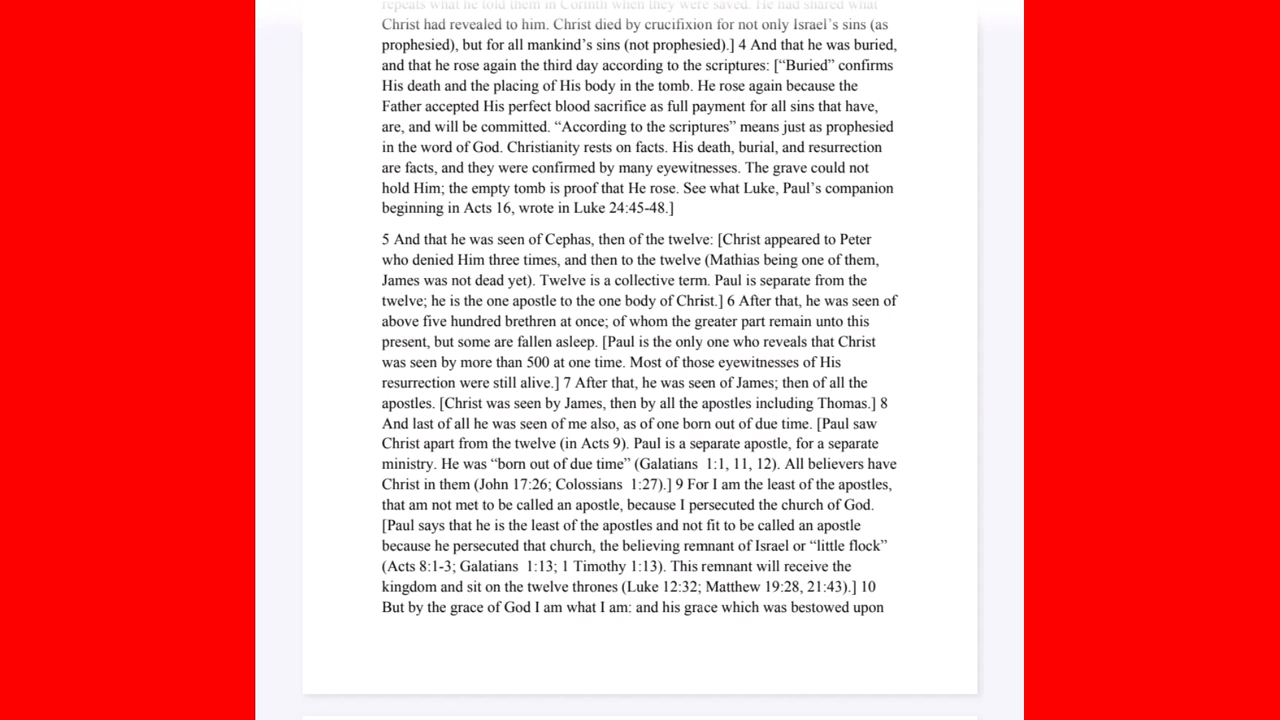 repeats what he told them in Corinth when they were saved. He had shared what
Christ had revealed to him. Christ died by crucifixion for not only Israel’s sins (as
prophesied), but for all mankind’s sins (not prophesied).] 4 And that he was buried,
and that he rose again the third day according to the scriptures: [“Buried” confirms
His death and the placing of His body in the tomb. He rose again because the
Father accepted His perfect blood sacrifice as full payment for all sins that have,
are, and will be committed. “According to the scriptures” means just as prophesied
in the word of God. Christianity rests on facts. His death, burial, and resurrection
are facts, and they were confirmed by many eyewitnesses. The grave could not
hold Him; the empty tomb is proof that He rose. See what Luke, Paul’s companion
beginning in Acts 16, wrote in Luke 24:45-48.]
5 And that he was seen of Cephas, then of the twelve: [Christ appeared to Peter
who denied Him three times, and then to the twelve (Mathias being one of them,
James was not dead yet). Twelve is a collective term. Paul is separate from the
twelve; he is the one apostle to the one body of Christ.] 6 After that, he was seen of
above five hundred brethren at once; of whom the greater part remain unto this
present, but some are fallen asleep. [Paul is the only one who reveals that Christ
was seen by more than 500 at one time. Most of those eyewitnesses of His
resurrection were still alive.] 7 After that, he was seen of James; then of all the
apostles. [Christ was seen by James, then by all the apostles including Thomas.] 8
And last of all he was seen of me also, as of one born out of due time. [Paul saw
Christ apart from the twelve (in Acts 9). Paul is a separate apostle, for a separate
ministry. He was “born out of due time” (Galatians  1:1, 11, 12). All believers have
Christ in them (John 17:26; Colossians  1:27).] 9 For I am the least of the apostles,
that am not met to be called an apostle, because I persecuted the church of God.
[Paul says that he is the least of the apostles and not fit to be called an apostle
because he persecuted that church, the believing remnant of Israel or “little flock”
(Acts 8:1-3; Galatians  1:13; 1 Timothy 1:13). This remnant will receive the
kingdom and sit on the twelve thrones (Luke 12:32; Matthew 19:28, 21:43).] 10
But by the grace of God I am what I am: and his grace which was bestowed upon